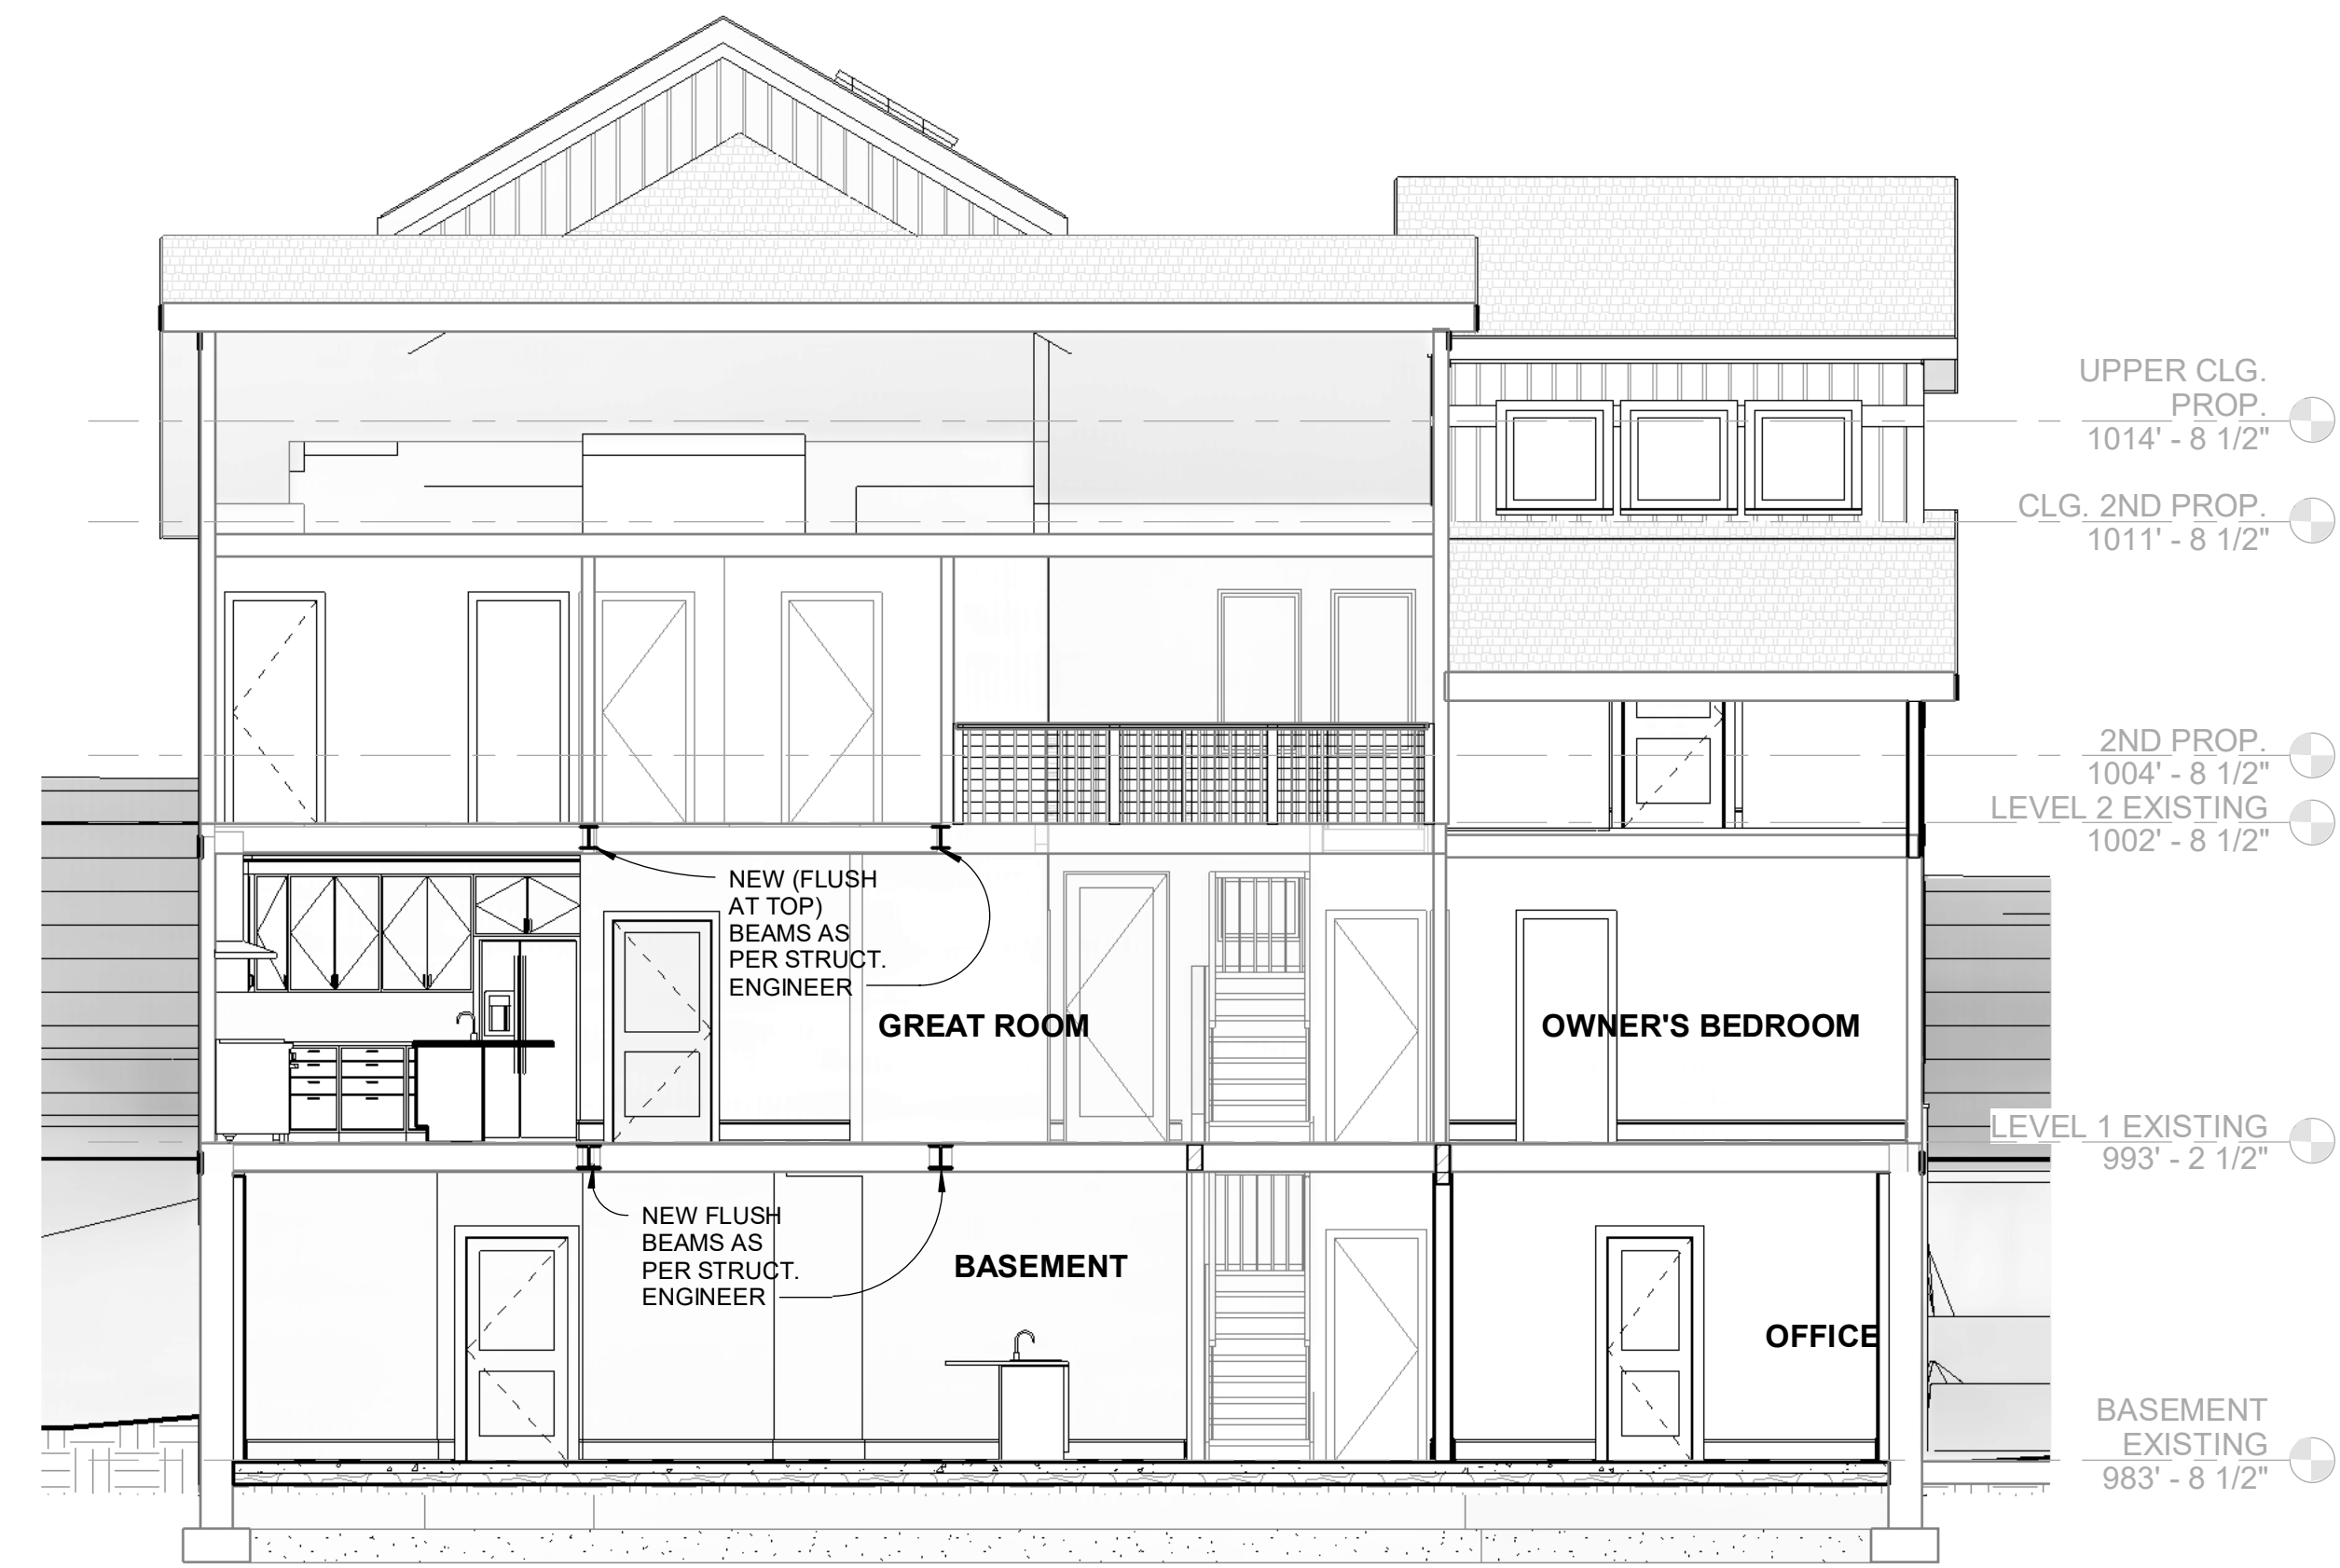 UPPER CLG.
PROP.
1014' - 8 1/2"
CLG. 2ND PROP.
1011' - 8 1/2"
2ND PROP.
1004' - 8 1/2"
LEVEL 2 EXISTING
1002' - 8 1/2"
NEW (FLUSH
AT TOP)
BEAMS AS
PER STRUCT.
ENGINEER
GREAT ROOM
OWNER'S BEDROOM
LEVEL 1 EXISTING
993' - 2 1/2"
NEW FLUSH
BEAMS AS
PER STRUCT.
ENGINEER
BASEMENT
OFFICE
BASEMENT
EXISTING
983' - 8 1/2"